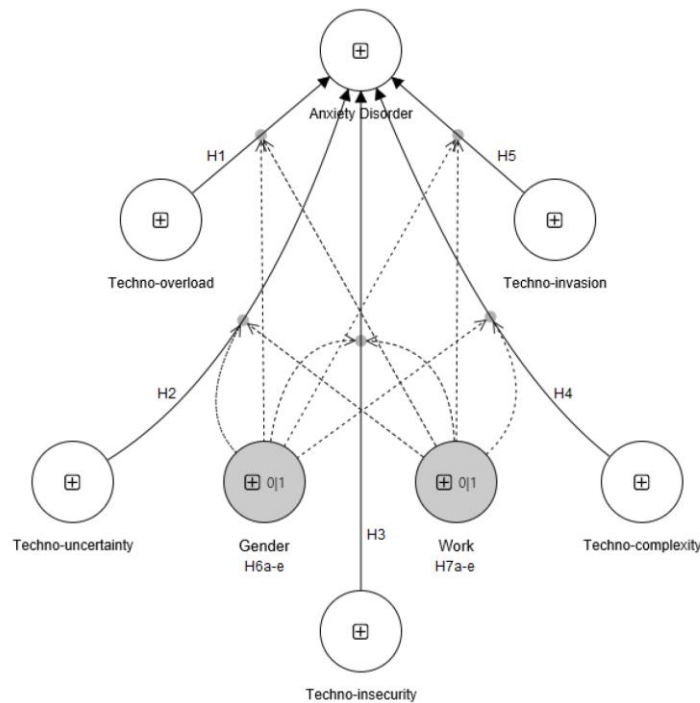 Anxiety Disorder
H1
H5
Techno-overload
Techno-invasion
H2
H4
0|1
0|1
Techno-uncertainty
Gender
H6a-e
H3
Work
H7a-e
Techno-complexity
Techno-insecurity